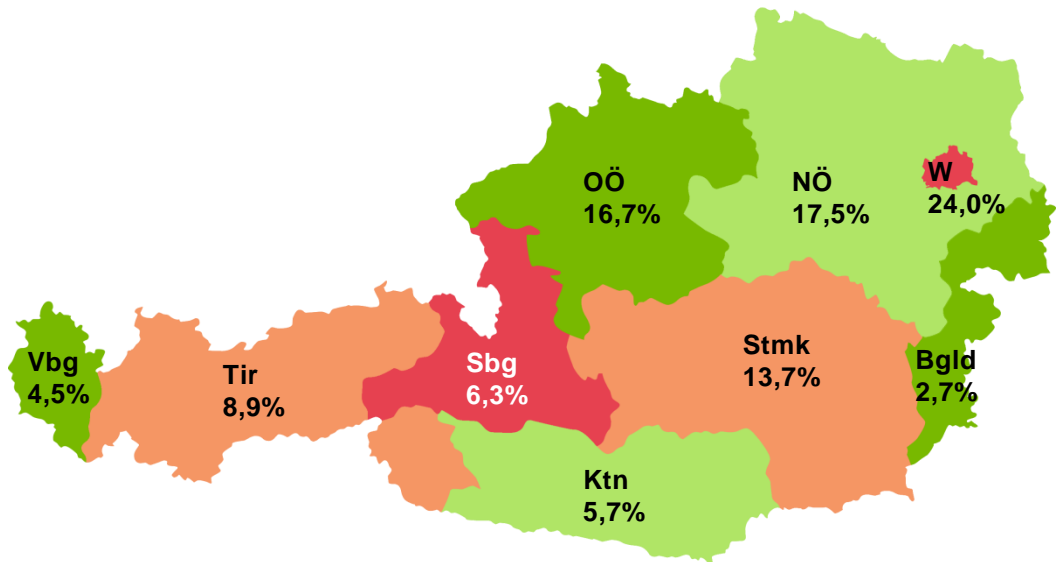 OÖ
16,7%
NÖ
17,5%
W
24,0%
Vbg
4,5%
Tir
8,9%
Sbg
6,3%
Stmk
13,7%
Bgld
2,7%
Ktn
5,7%